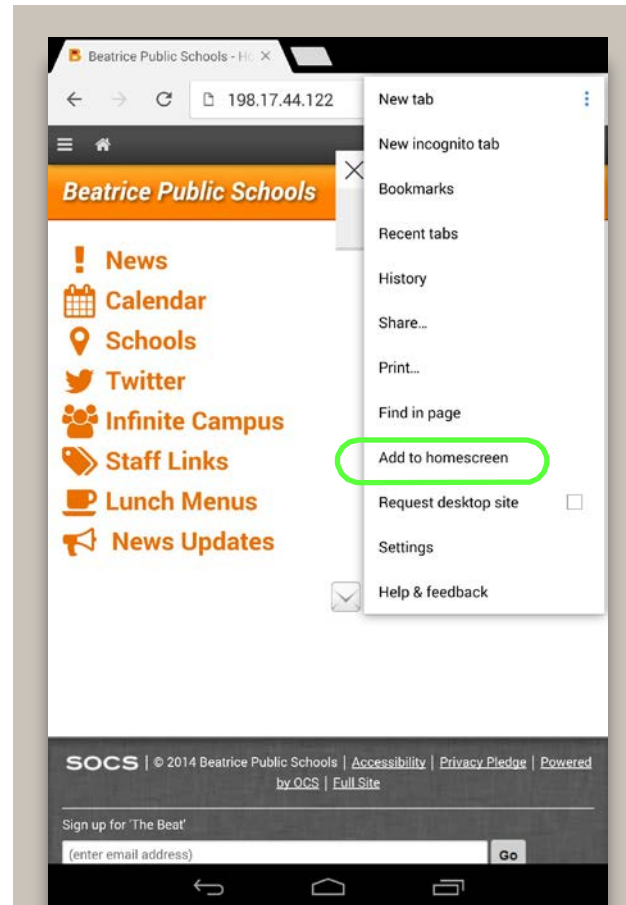 Beatrice Public Schools - Ho
198.17.44.122
New tab
New incognito tab
Bookmarks
Recent tabs
History
Share...
Print...
Find in page
Add to homescreen
Request desktop site
Settings
Help & feedback
Beatrice Public Schools
News
Calendar
Schools
Twitter
Infinite Campus
Staff Links
Lunch Menus
News Updates
SOCS | © 2014 Beatrice Public Schools | Accessibility | Privacy Pledge | Powered
by OCS | Full Site
Sign up for 'The Beat'
(enter email address)
Go